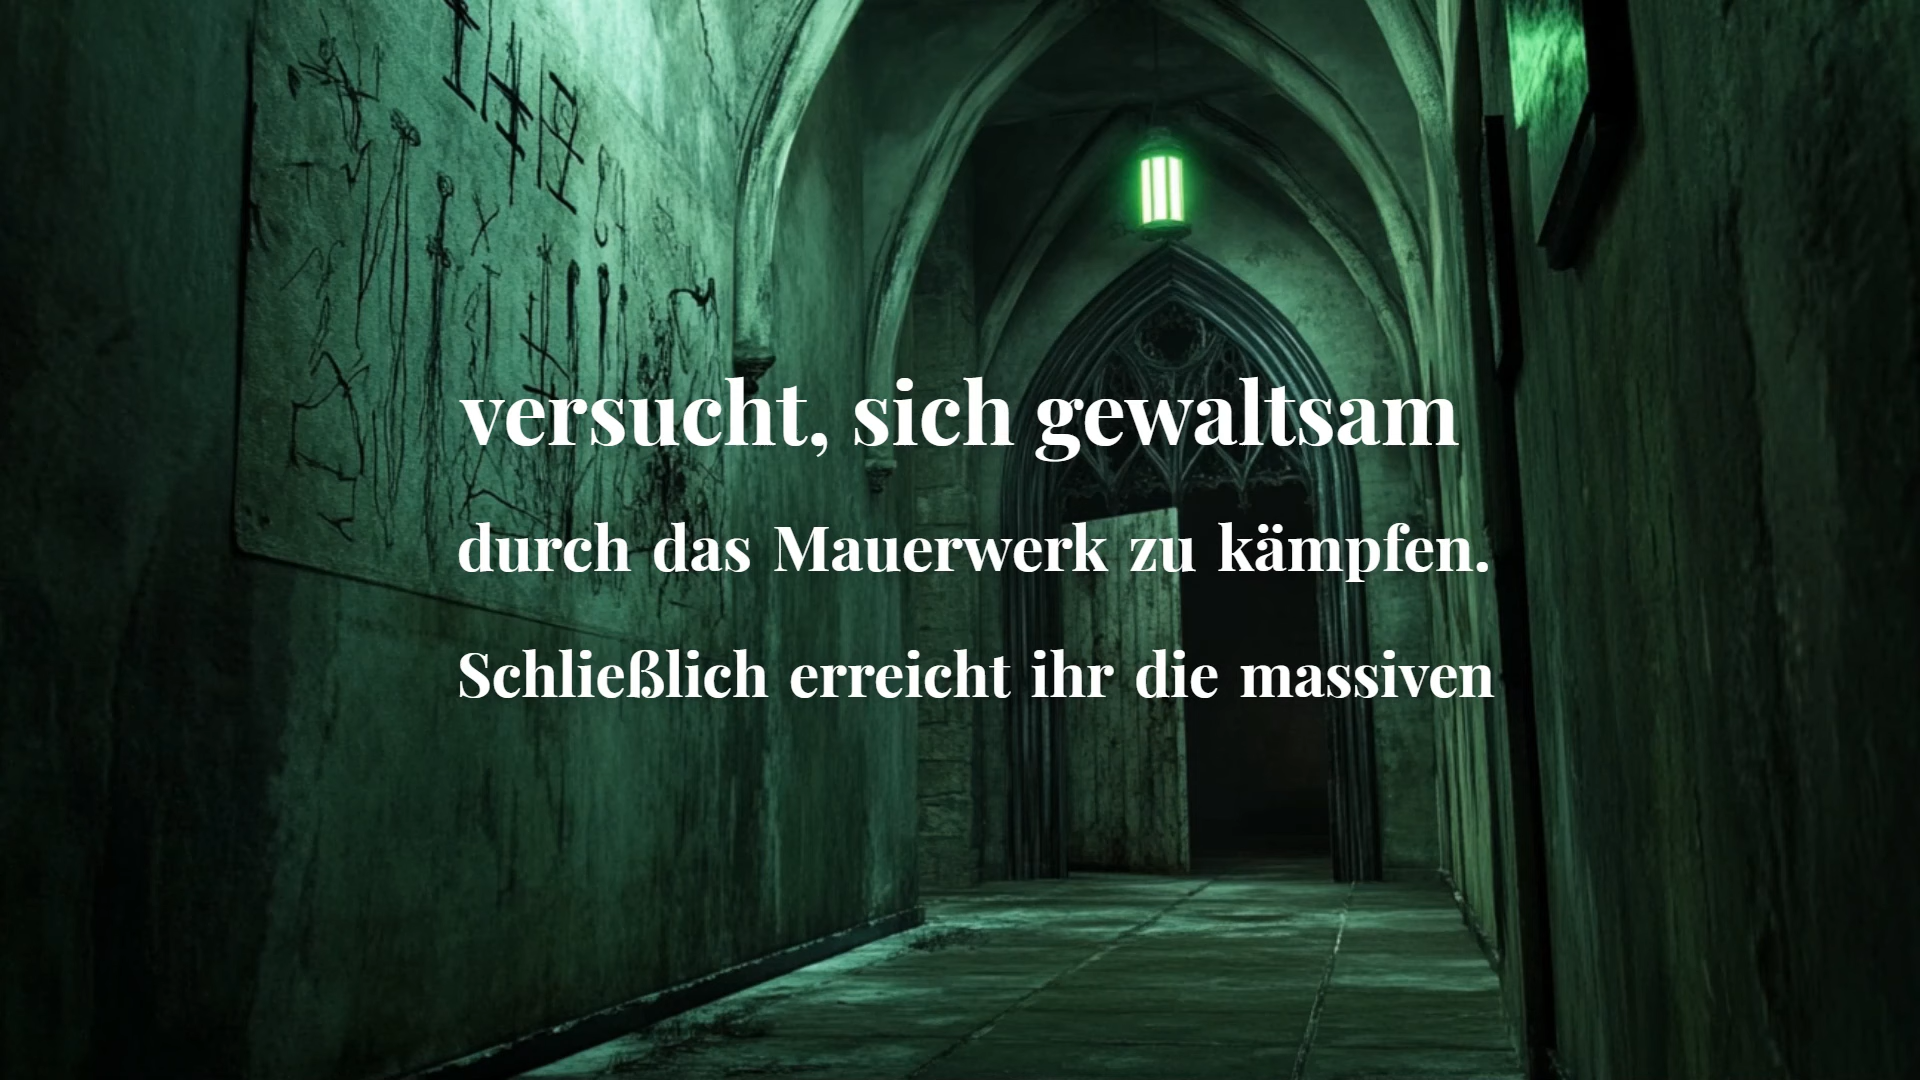 versucht, sich gewaltsam
durch das Mauerwerk zu kämpfen.
Schließlich erreicht ihr die massiven